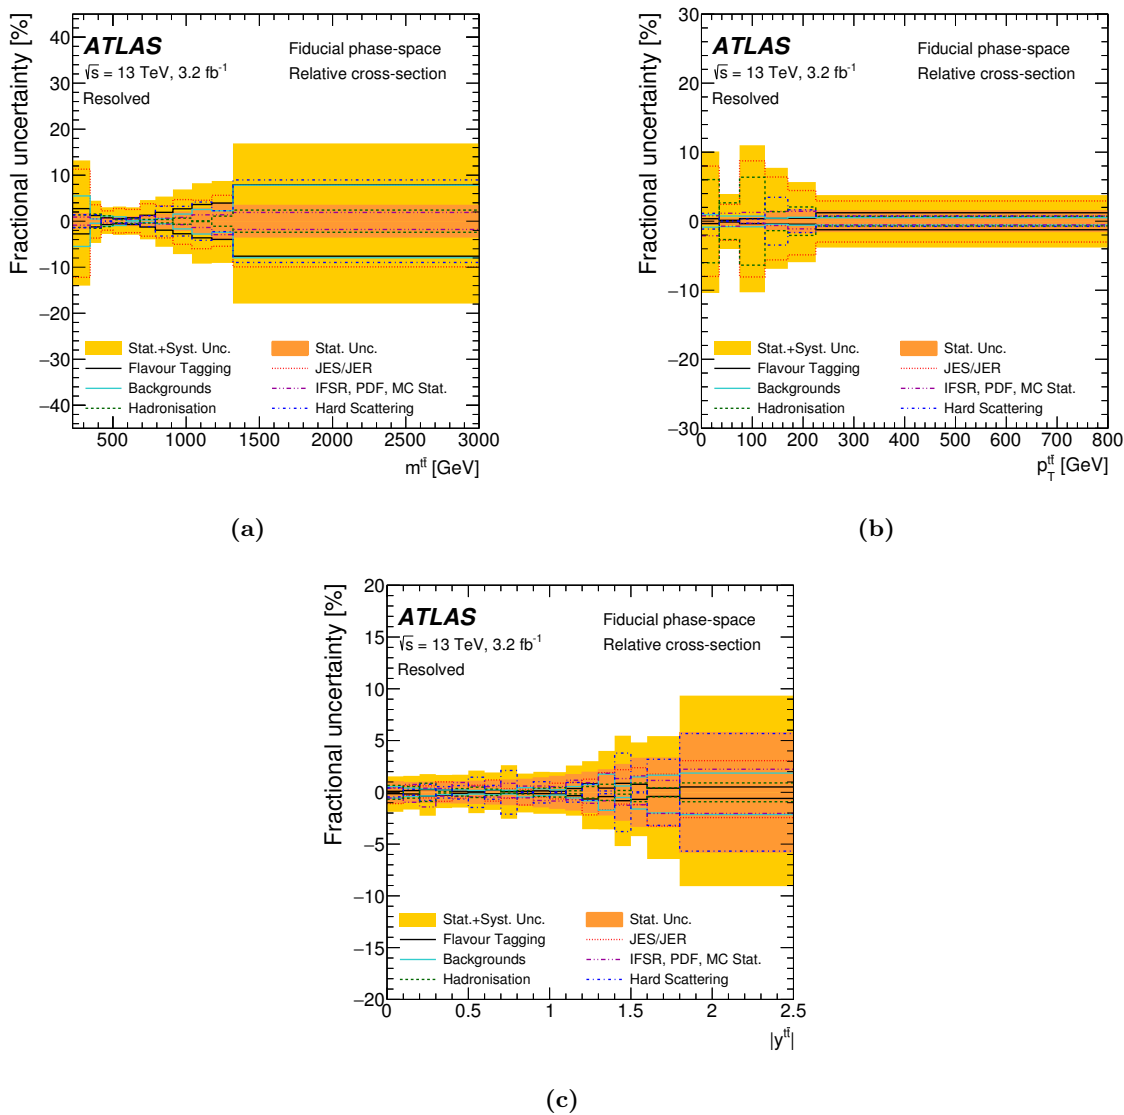 Fractional uncertainty [%]
40
30
20
10
0
−10
−20
−30
−40
ATLAS
Fiducial phase-space
√s = 13 TeV, 3.2 fb⁻¹
Relative cross-section
Resolved
Stat.+Syst. Unc.
Stat. Unc.
Flavour Tagging
JES/JER
Backgrounds
IFSR, PDF, MC Stat.
Hadronisation
Hard Scattering
500 1000 1500 2000 2500 3000
m^{tt̄} [GeV]
(a)
Fractional uncertainty [%]
30
20
10
0
−10
−20
−30
ATLAS
Fiducial phase-space
√s = 13 TeV, 3.2 fb⁻¹
Relative cross-section
Resolved
Stat.+Syst. Unc.
Stat. Unc.
Flavour Tagging
JES/JER
Backgrounds
IFSR, PDF, MC Stat.
Hadronisation
Hard Scattering
0 100 200 300 400 500 600 700 800
p_T^{tt̄} [GeV]
(b)
Fractional uncertainty [%]
20
15
10
5
0
−5
−10
−15
−20
ATLAS
Fiducial phase-space
√s = 13 TeV, 3.2 fb⁻¹
Relative cross-section
Resolved
Stat.+Syst. Unc.
Stat. Unc.
Flavour Tagging
JES/JER
Backgrounds
IFSR, PDF, MC Stat.
Hadronisation
Hard Scattering
0 0.5 1 1.5 2 2.5
|y^{tt̄}|
(c)